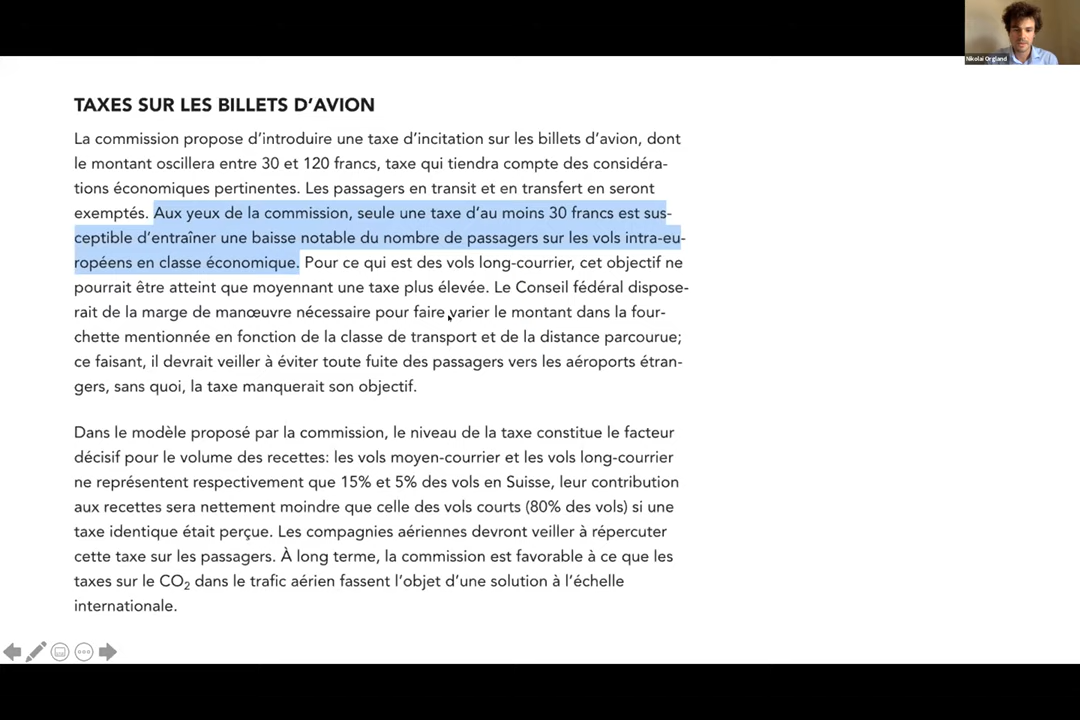 Nikolai Orgland
TAXES SUR LES BILLETS D’AVION
La commission propose d’introduire une taxe d’incitation sur les billets d’avion, dont
le montant oscillera entre 30 et 120 francs, taxe qui tiendra compte des considéra-
tions économiques pertinentes. Les passagers en transit et en transfert en seront
exemptés. Aux yeux de la commission, seule une taxe d’au moins 30 francs est sus-
ceptible d’entraîner une baisse notable du nombre de passagers sur les vols intra-eu-
ropéens en classe économique. Pour ce qui est des vols long-courrier, cet objectif ne
pourrait être atteint que moyennant une taxe plus élevée. Le Conseil fédéral dispose-
rait de la marge de manœuvre nécessaire pour faire varier le montant dans la four-
chette mentionnée en fonction de la classe de transport et de la distance parcourue;
ce faisant, il devrait veiller à éviter toute fuite des passagers vers les aéroports étran-
gers, sans quoi, la taxe manquerait son objectif.
Dans le modèle proposé par la commission, le niveau de la taxe constitue le facteur
décisif pour le volume des recettes: les vols moyen-courrier et les vols long-courrier
ne représentent respectivement que 15% et 5% des vols en Suisse, leur contribution
aux recettes sera nettement moindre que celle des vols courts (80% des vols) si une
taxe identique était perçue. Les compagnies aériennes devront veiller à répercuter
cette taxe sur les passagers. À long terme, la commission est favorable à ce que les
taxes sur le CO₂ dans le trafic aérien fassent l’objet d’une solution à l’échelle
internationale.